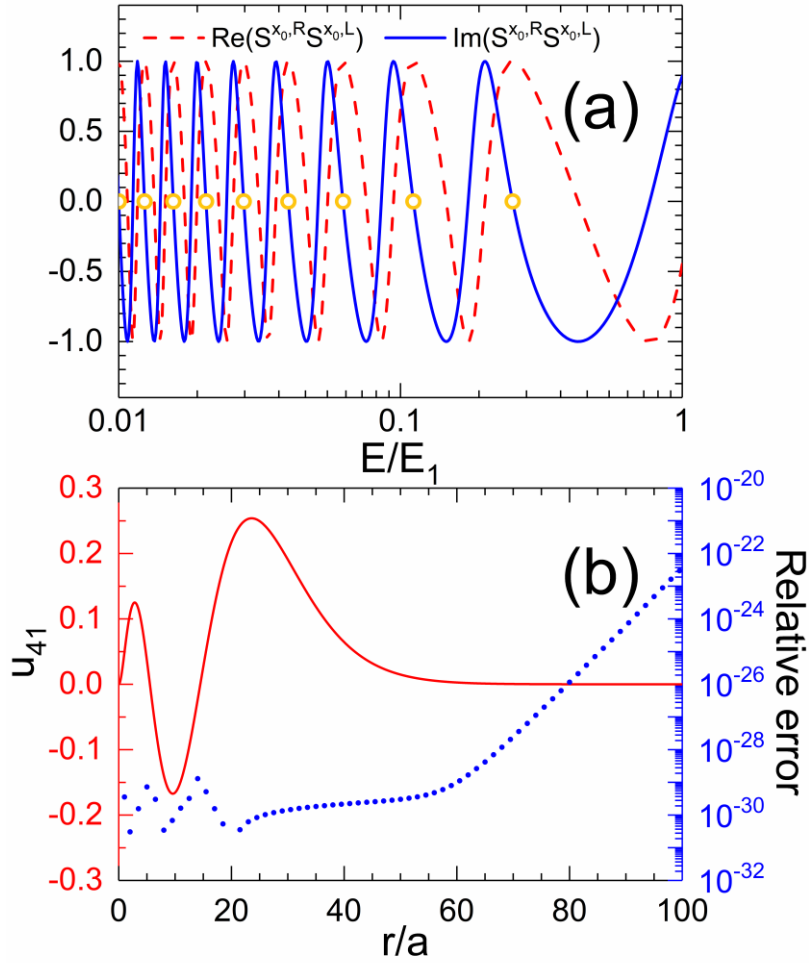 Re(S^x₀,R S^x₀,L) Im(S^x₀,R S^x₀,L)
(a)
1.0
0.5
0.0
-0.5
-1.0
0.01 0.1 1
E/E₁
(b)
0.3
0.2
0.1
0.0
-0.1
-0.2
-0.3
u₄₁
10⁻²⁰
10⁻²²
10⁻²⁴
10⁻²⁶
10⁻²⁸
10⁻³⁰
10⁻³²
Relative error
0 20 40 60 80 100
r/a